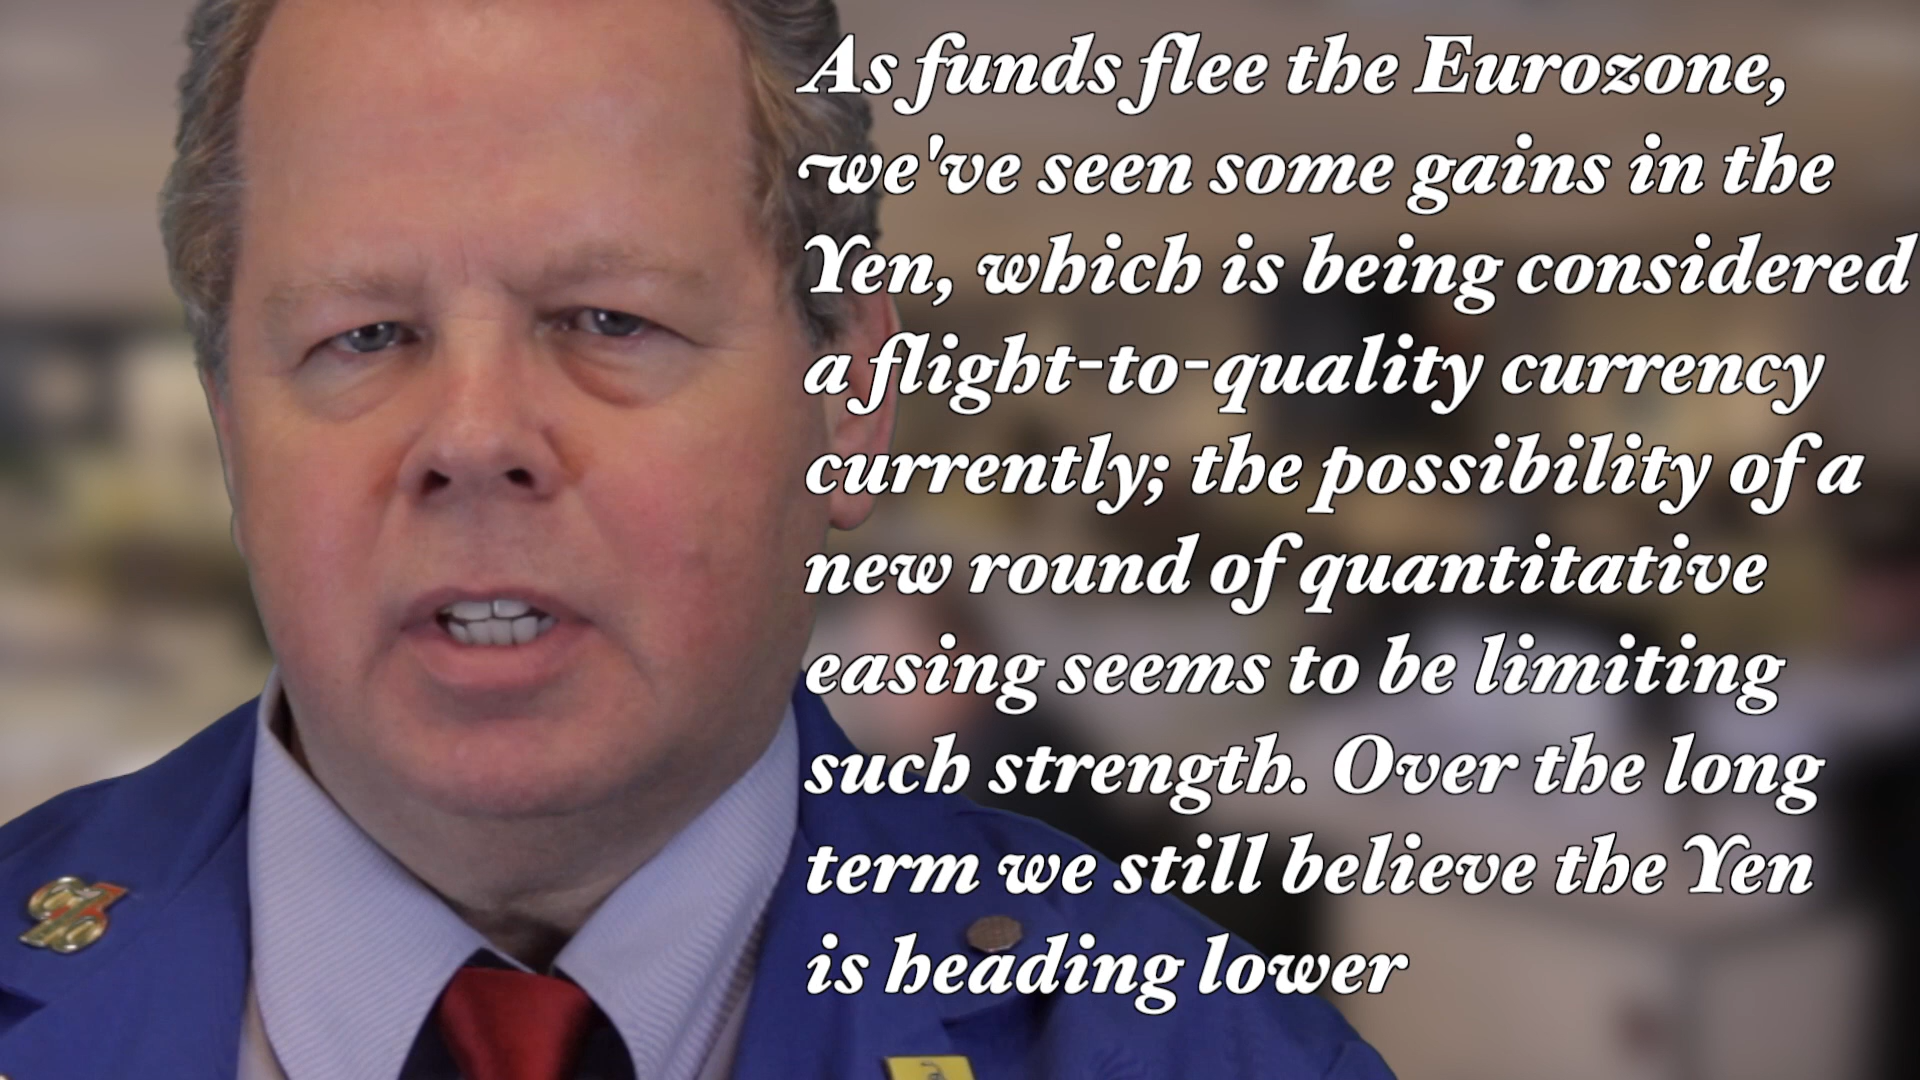 As funds flee the Eurozone,
we've seen some gains in the
Yen, which is being considered
a flight-to-quality currency
currently; the possibility of a
new round of quantitative
easing seems to be limiting
such strength. Over the long
term we still believe the Yen
is heading lower